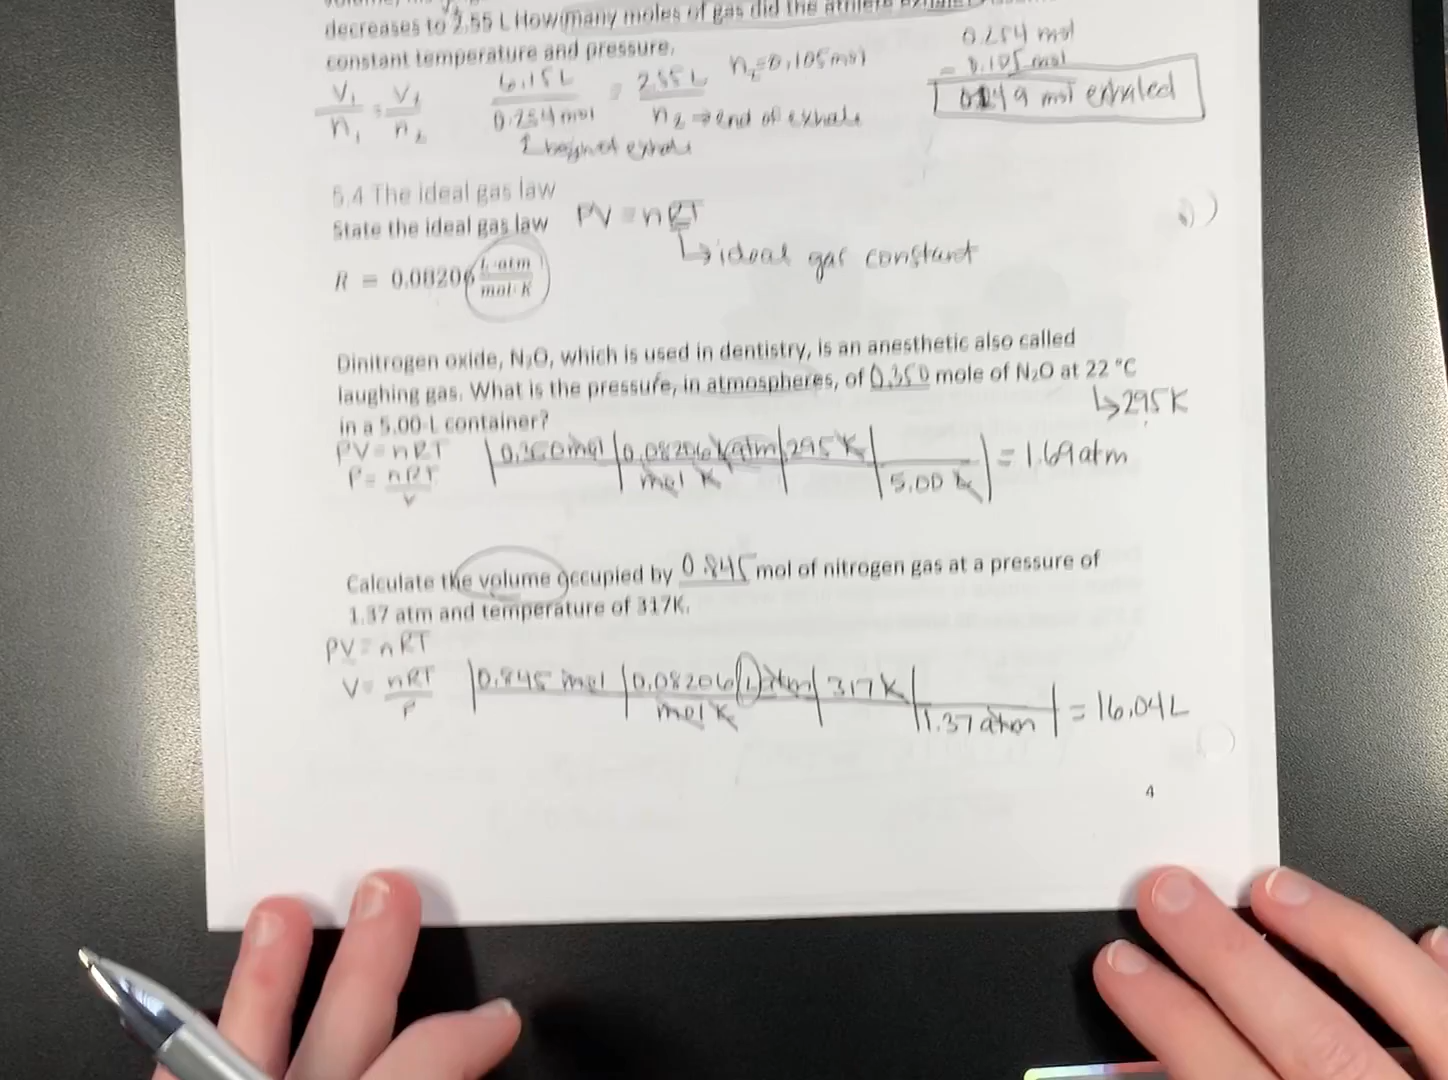 decreases to 2.55 L How many moles of gas did the athlete
constant temperature and pressure.
V₁/n₁ = V₂/n₂
6.15 L / 0.254 mol = 2.55 L / n₂ → end of exhale
n₂ = 0.105 mol
0.254 mol
- 0.105 mol
0.149 mol exhaled
5.4 The ideal gas law
State the ideal gas law PV = nRT
↳ ideal gas constant
R = 0.08206 L·atm / mol·K
Dinitrogen oxide, N₂O, which is used in dentistry, is an anesthetic also called
laughing gas. What is the pressure, in atmospheres, of 0.350 mole of N₂O at 22 °C
↳ 295 K
in a 5.00 L container?
PV = nRT
P = nRT / V
0.350 mol | 0.08206 L atm / mol K | 295 K | / 5.00 L | = 1.69 atm
Calculate the volume occupied by 0.845 mol of nitrogen gas at a pressure of
1.37 atm and temperature of 317K.
PV = nRT
V = nRT / P
0.845 mol | 0.08206 L atm / mol K | 317 K | / 1.37 atm | = 16.04 L
4